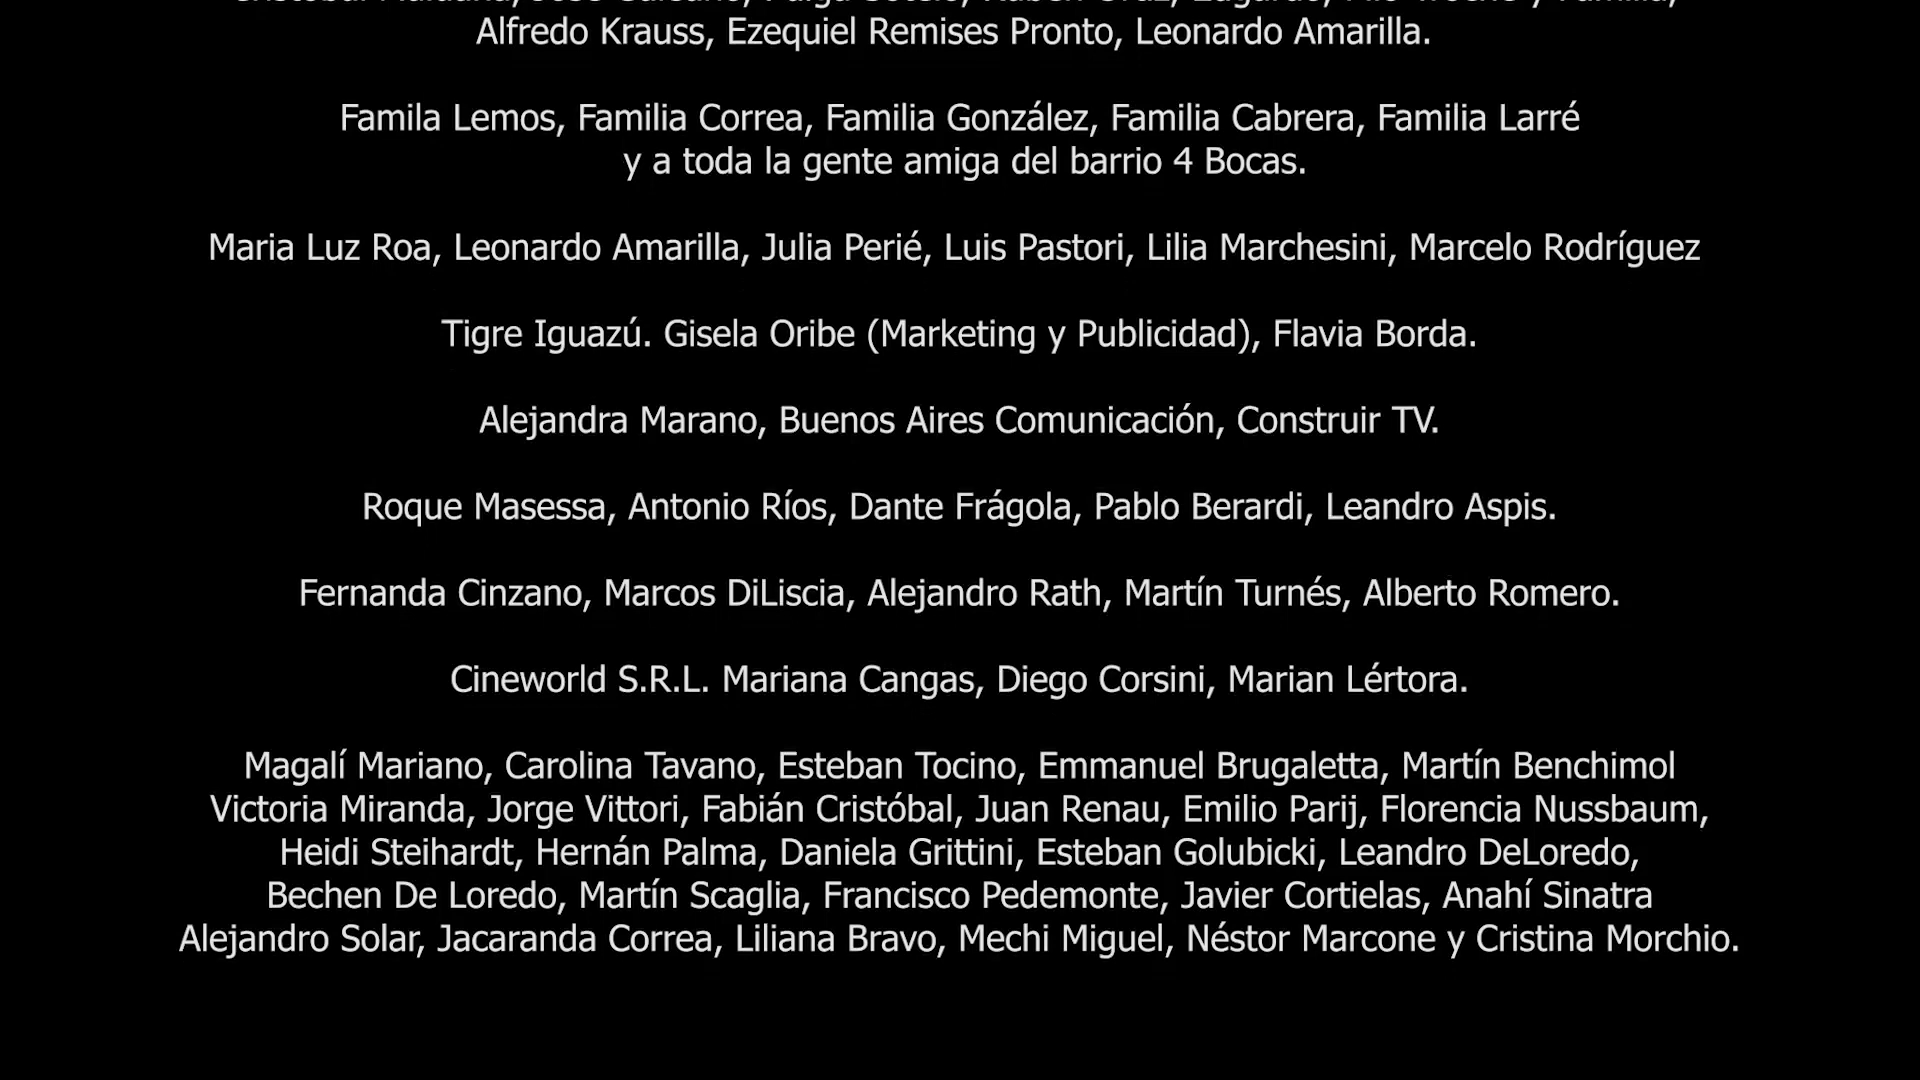 Alfredo Krauss, Ezequiel Remises Pronto, Leonardo Amarilla.
Famila Lemos, Familia Correa, Familia González, Familia Cabrera, Familia Larré
y a toda la gente amiga del barrio 4 Bocas.
Maria Luz Roa, Leonardo Amarilla, Julia Perié, Luis Pastori, Lilia Marchesini, Marcelo Rodríguez
Tigre Iguazú. Gisela Oribe (Marketing y Publicidad), Flavia Borda.
Alejandra Marano, Buenos Aires Comunicación, Construir TV.
Roque Masessa, Antonio Ríos, Dante Frágola, Pablo Berardi, Leandro Aspis.
Fernanda Cinzano, Marcos DiLiscia, Alejandro Rath, Martín Turnés, Alberto Romero.
Cineworld S.R.L. Mariana Cangas, Diego Corsini, Marian Lértora.
Magalí Mariano, Carolina Tavano, Esteban Tocino, Emmanuel Brugaletta, Martín Benchimol
Victoria Miranda, Jorge Vittori, Fabián Cristóbal, Juan Renau, Emilio Parij, Florencia Nussbaum,
Heidi Steihardt, Hernán Palma, Daniela Grittini, Esteban Golubicki, Leandro DeLoredo,
Bechen De Loredo, Martín Scaglia, Francisco Pedemonte, Javier Cortielas, Anahí Sinatra
Alejandro Solar, Jacaranda Correa, Liliana Bravo, Mechi Miguel, Néstor Marcone y Cristina Morchio.